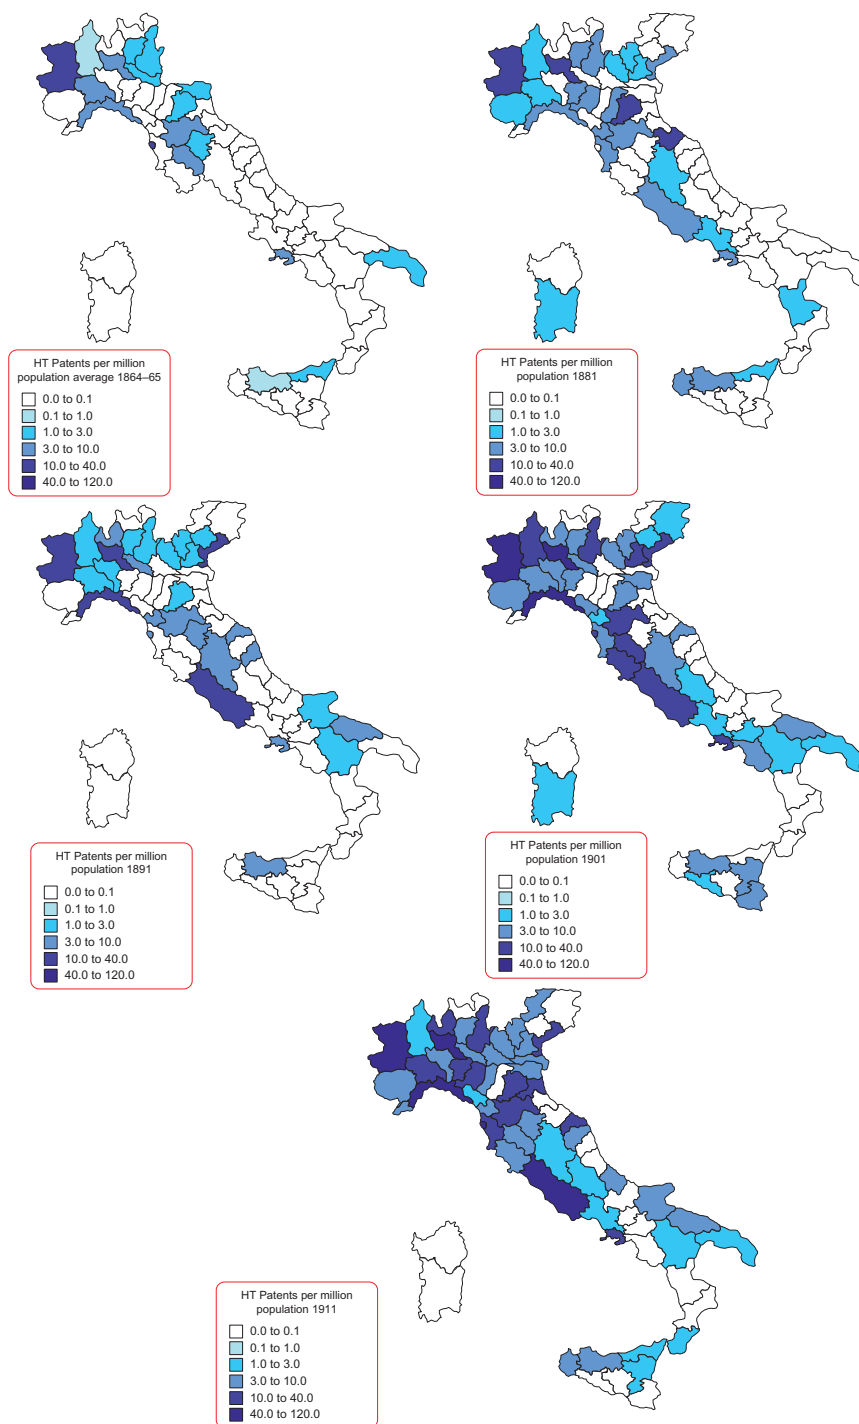 HT Patents per million
population average 1864–65
0.0 to 0.1
0.1 to 1.0
1.0 to 3.0
3.0 to 10.0
10.0 to 40.0
40.0 to 120.0
HT Patents per million
population 1881
0.0 to 0.1
0.1 to 1.0
1.0 to 3.0
3.0 to 10.0
10.0 to 40.0
40.0 to 120.0
HT Patents per million
population 1891
0.0 to 0.1
0.1 to 1.0
1.0 to 3.0
3.0 to 10.0
10.0 to 40.0
40.0 to 120.0
HT Patents per million
population 1901
0.0 to 0.1
0.1 to 1.0
1.0 to 3.0
3.0 to 10.0
10.0 to 40.0
40.0 to 120.0
HT Patents per million
population 1911
0.0 to 0.1
0.1 to 1.0
1.0 to 3.0
3.0 to 10.0
10.0 to 40.0
40.0 to 120.0